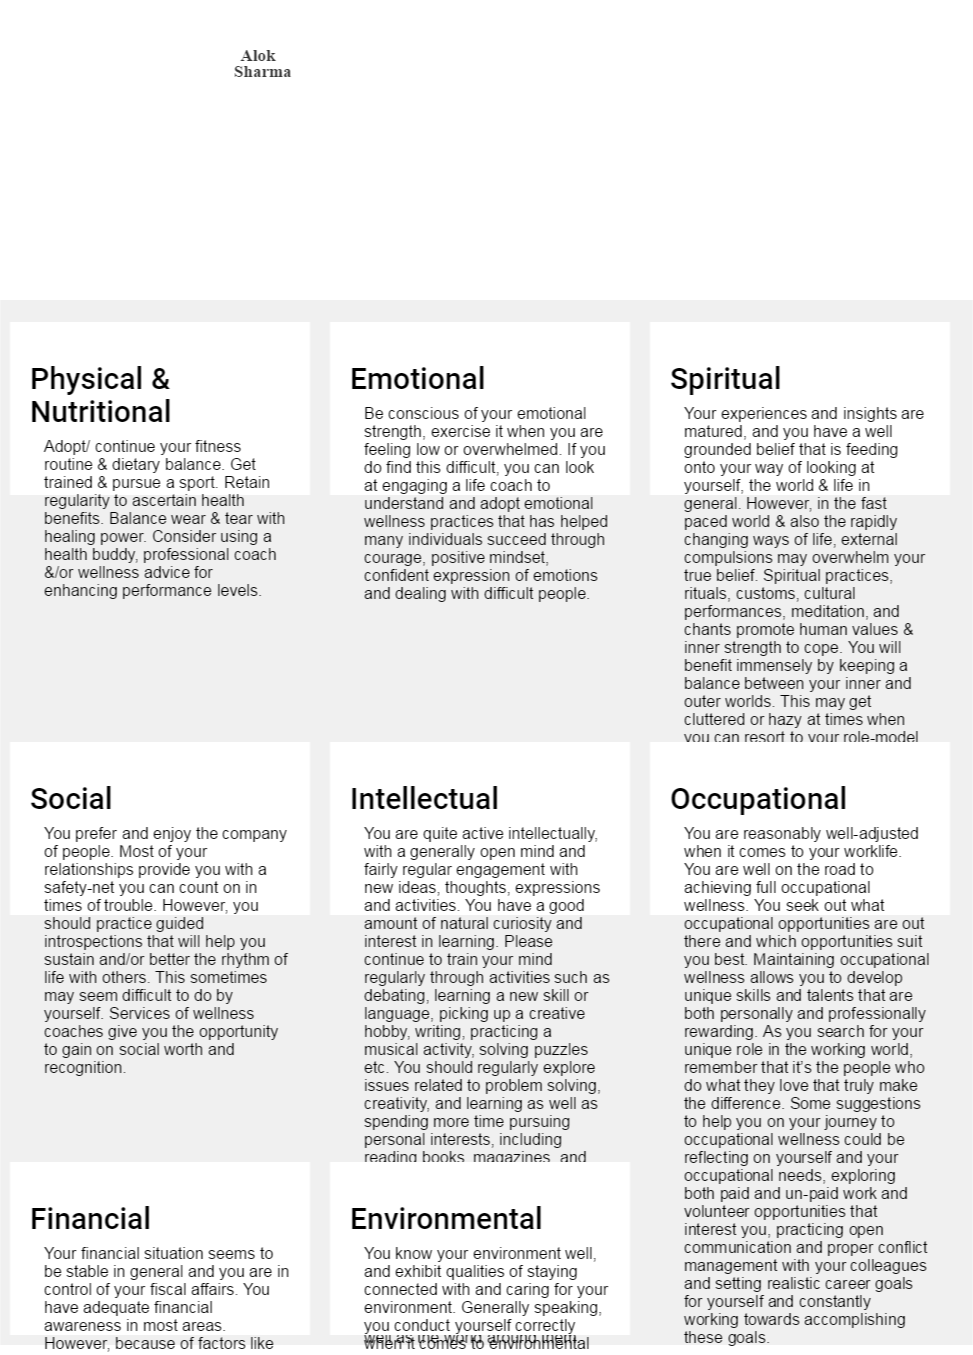 Alok
Sharma
Physical &
Nutritional
Adopt/ continue your fitness
routine & dietary balance. Get
trained & pursue a sport. Retain
regularity to ascertain health
benefits. Balance wear & tear with
healing power. Consider using a
health buddy, professional coach
&/or wellness advice for
enhancing performance levels.
Emotional
Be conscious of your emotional
strength, exercise it when you are
feeling low or overwhelmed. If you
do find this difficult, you can look
at engaging a life coach to
understand and adopt emotional
wellness practices that has helped
many individuals succeed through
courage, positive mindset,
confident expression of emotions
and dealing with difficult people.
Spiritual
Your experiences and insights are
matured, and you have a well
grounded belief that is feeding
onto your way of looking at
yourself, the world & life in
general. However, in the fast
paced world & also the rapidly
changing ways of life, external
compulsions may overwhelm your
true belief. Spiritual practices,
rituals, customs, cultural
performances, meditation, and
chants promote human values &
inner strength to cope. You will
benefit immensely by keeping a
balance between your inner and
outer worlds. This may get
cluttered or hazy at times when
you can resort to your role-model
Social
You prefer and enjoy the company
of people. Most of your
relationships provide you with a
safety-net you can count on in
times of trouble. However, you
should practice guided
introspections that will help you
sustain and/or better the rhythm of
life with others. This sometimes
may seem difficult to do by
yourself. Services of wellness
coaches give you the opportunity
to gain on social worth and
recognition.
Intellectual
You are quite active intellectually,
with a generally open mind and
fairly regular engagement with
new ideas, thoughts, expressions
and activities. You have a good
amount of natural curiosity and
interest in learning. Please
continue to train your mind
regularly through activities such as
debating, learning a new skill or
language, picking up a creative
hobby, writing, practicing a
musical activity, solving puzzles
etc. You should regularly explore
issues related to problem solving,
creativity, and learning as well as
spending more time pursuing
personal interests, including
reading books, magazines, and
Occupational
You are reasonably well-adjusted
when it comes to your worklife.
You are well on the road to
achieving full occupational
wellness. You seek out what
occupational opportunities are out
there and which opportunities suit
you best. Maintaining occupational
wellness allows you to develop
unique skills and talents that are
both personally and professionally
rewarding. As you search for your
unique role in the working world,
remember that it's the people who
do what they love that truly make
the difference. Some suggestions
to help you on your journey to
occupational wellness could be
reflecting on yourself and your
occupational needs, exploring
both paid and un-paid work and
volunteer opportunities that
interest you, practicing open
communication and proper conflict
management with your colleagues
and setting realistic career goals
for yourself and constantly
working towards accomplishing
these goals.
Financial
Your financial situation seems to
be stable in general and you are in
control of your fiscal affairs. You
have adequate financial
awareness in most areas.
However, because of factors like
Environmental
You know your environment well,
and exhibit qualities of staying
connected with and caring for your
environment. Generally speaking,
you conduct yourself correctly
well as the world around them.
when it comes to environmental